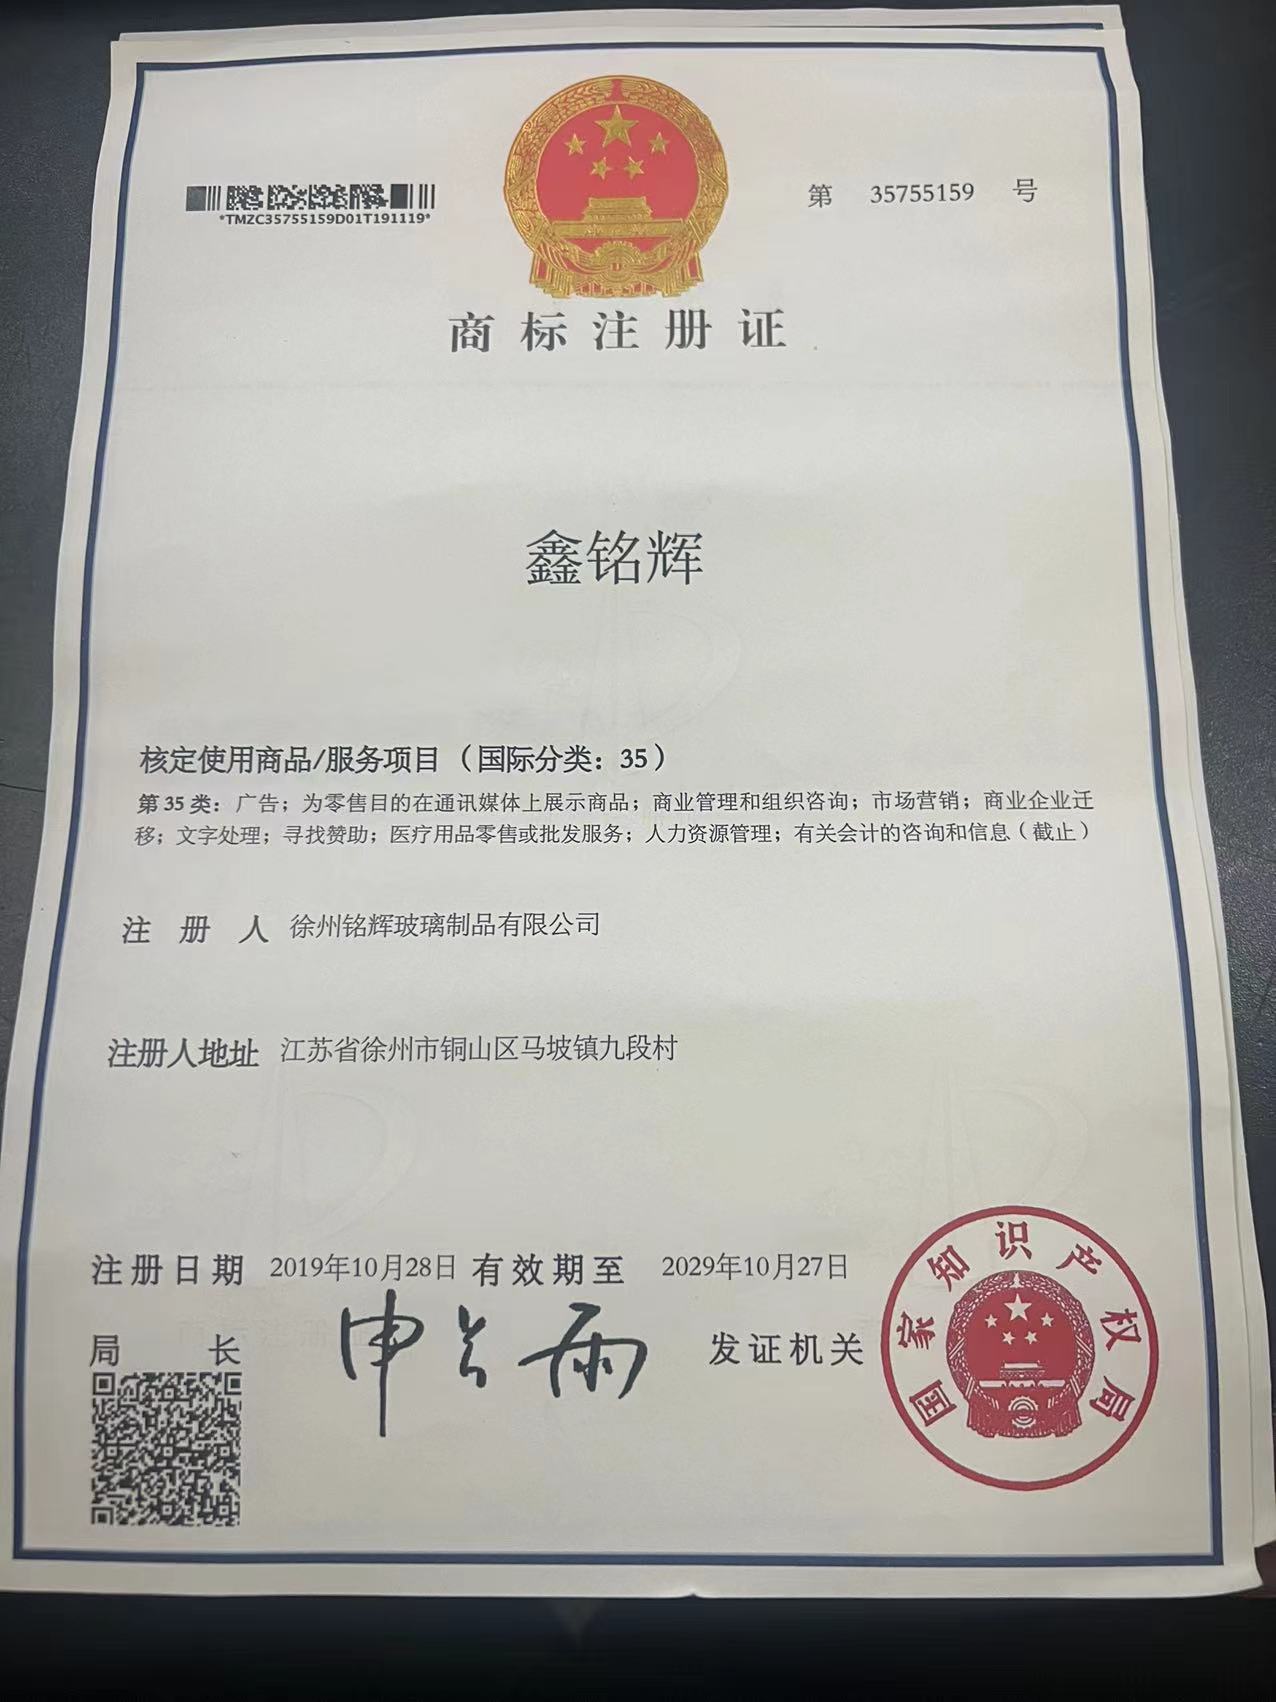 *TMZC35755159D01T191119*
第 35755159 号
商标注册证
鑫铭辉
核定使用商品/服务项目（国际分类：35）
第 35 类：广告；为零售目的在通讯媒体上展示商品；商业管理和组织咨询；市场营销；商业企业迁
移；文字处理；寻找赞助；医疗用品零售或批发服务；人力资源管理；有关会计的咨询和信息（截止）
注 册 人 徐州铭辉玻璃制品有限公司
注册人地址 江苏省徐州市铜山区马坡镇九段村
注册日期 2019年10月28日 有效期至 2029年10月27日
局 长 申长雨 发证机关
国家知识产权局